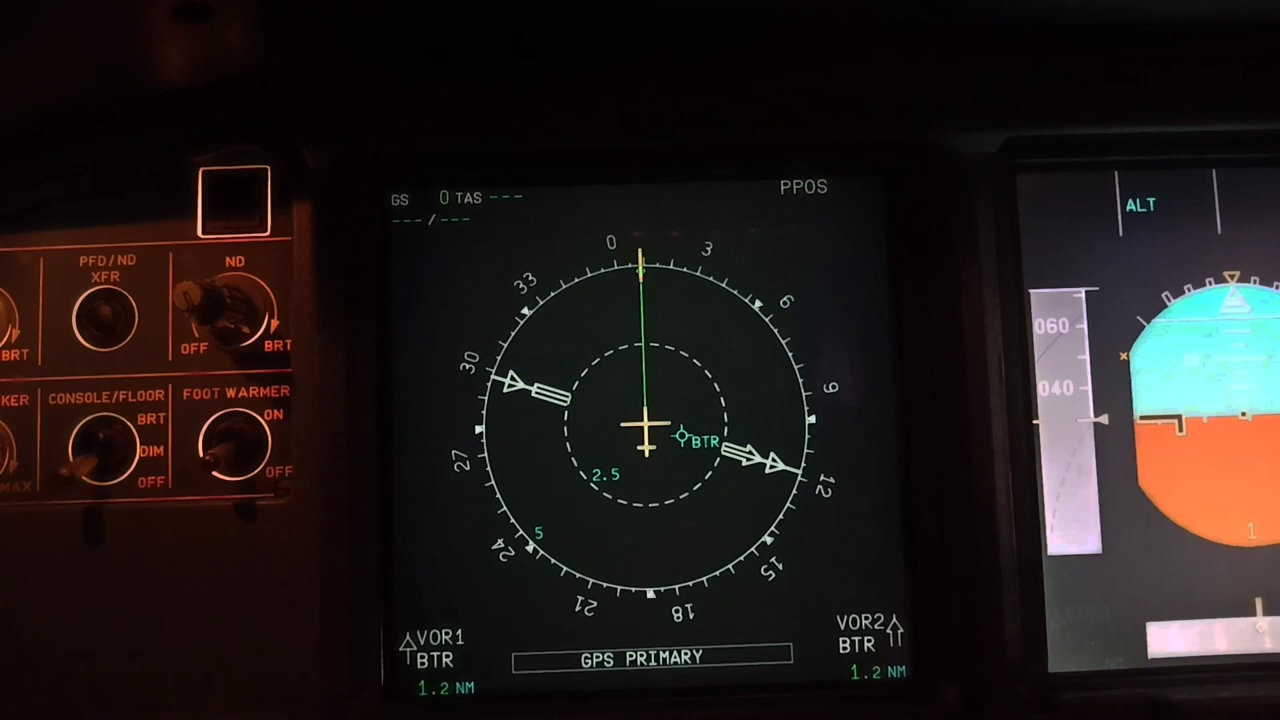 PFD/ND
XFR
ND
BRT
OFF
BRT
CONSOLE/FLOOR
FOOT WARMER
BRT
DIM
OFF
ON
OFF
MAX
GS 0 TAS ---
--- / ---
PPOS
0
3
6
9
12
15
18
21
24
27
30
33
BTR
2.5
5
VOR1
BTR
1.2 NM
GPS PRIMARY
VOR2
BTR
1.2 NM
ALT
060
040
1